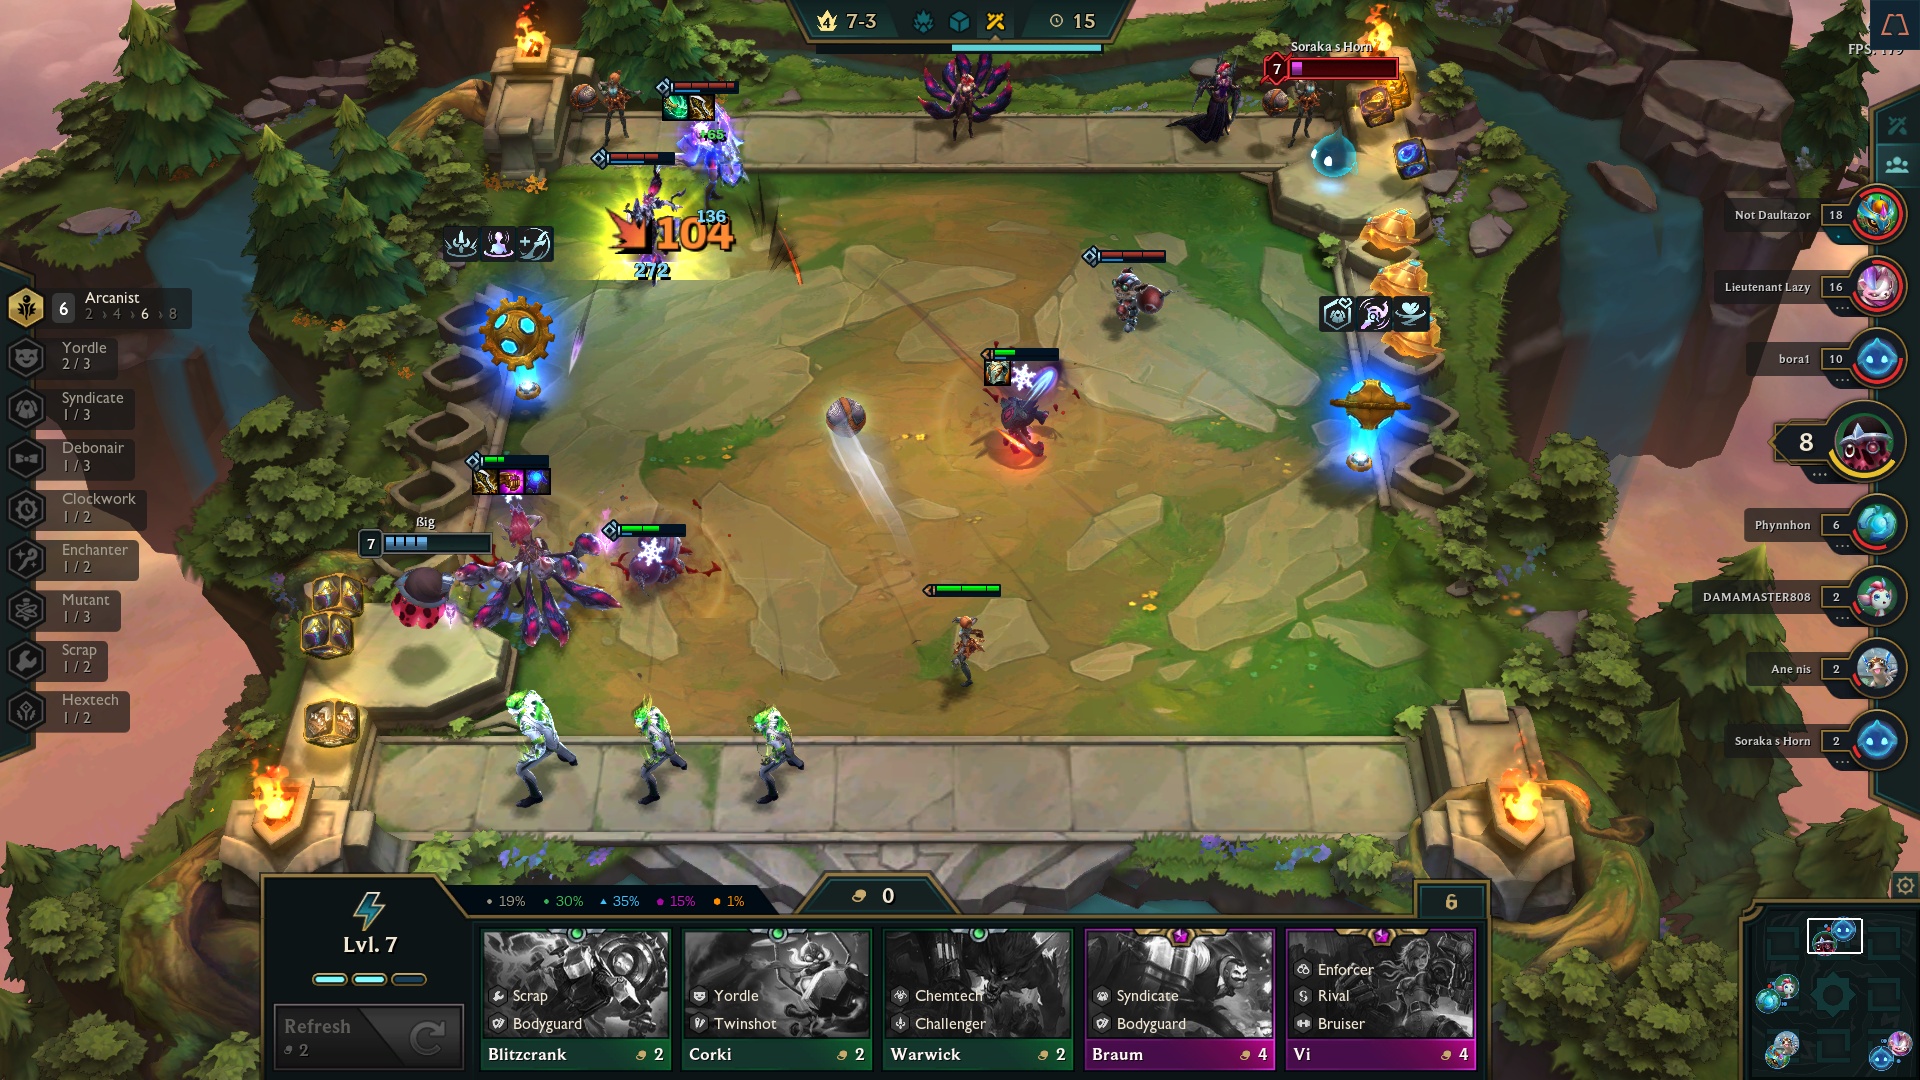 4 7-3 15
Soraka s Horn
FPS:
7
+65
136
104
272
Not Daultazor 18
Lieutenant Lazy 16
bora1 10
8
Phynnhon 6
DAMAMASTER808 2
Ane nis 2
Soraka s Horn 2
6 Arcanist
2 › 4 › 6 › 8
Yordle
2 / 3
Syndicate
1 / 3
Debonair
1 / 3
Clockwork
1 / 2
Enchanter
1 / 2
Mutant
1 / 3
Scrap
1 / 2
Hextech
1 / 2
ßig
7
19% 30% 35% 15% 1%
0
6
Lvl. 7
Refresh
2
Scrap
Bodyguard
Blitzcrank 2
Yordle
Twinshot
Corki 2
Chemtech
Challenger
Warwick 2
Syndicate
Bodyguard
Braum 4
Enforcer
Rival
Bruiser
Vi 4